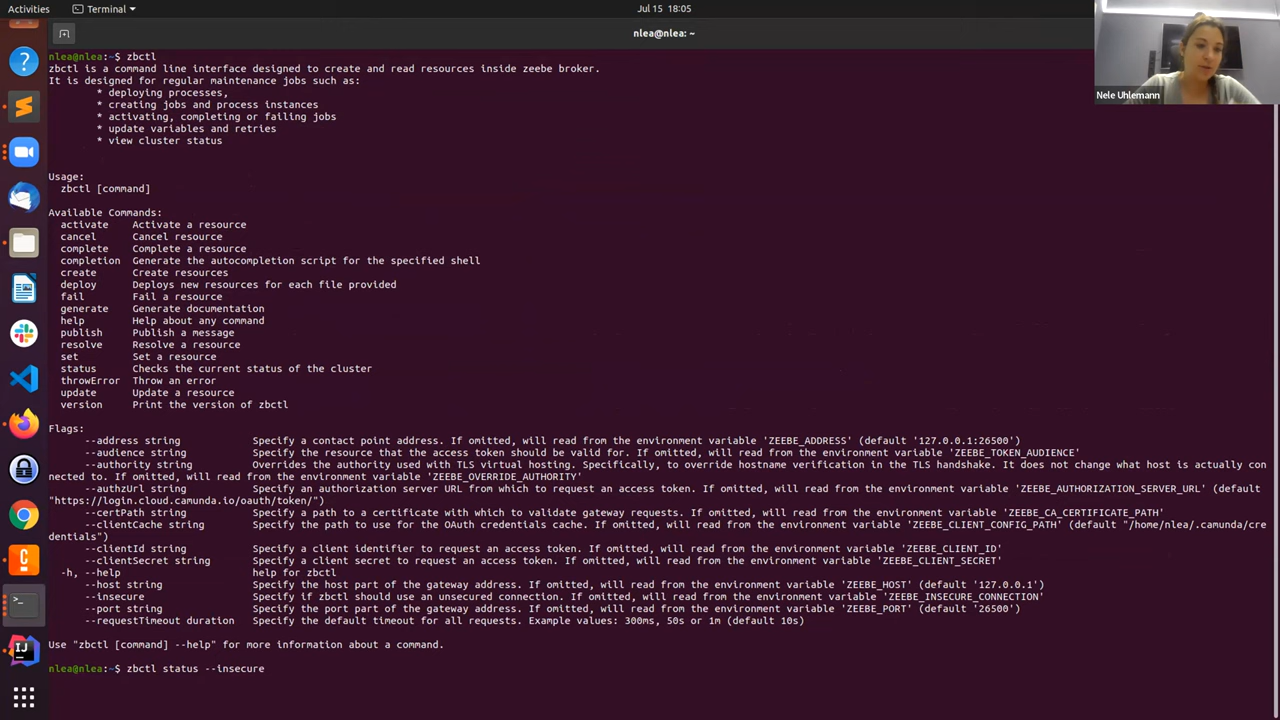 Activities
Terminal
Jul 15 18:05
nlea@nlea: ~
nlea@nlea:~$ zbctl
zbctl is a command line interface designed to create and read resources inside zeebe broker.
It is designed for regular maintenance jobs such as:
* deploying processes,
* creating jobs and process instances
* activating, completing or failing jobs
* update variables and retries
* view cluster status
Usage:
zbctl [command]
Available Commands:
activate Activate a resource
cancel Cancel resource
complete Complete a resource
completion Generate the autocompletion script for the specified shell
create Create resources
deploy Deploys new resources for each file provided
fail Fail a resource
generate Generate documentation
help Help about any command
publish Publish a message
resolve Resolve a resource
set Set a resource
status Checks the current status of the cluster
throwError Throw an error
update Update a resource
version Print the version of zbctl
Flags:
--address string Specify a contact point address. If omitted, will read from the environment variable 'ZEEBE_ADDRESS' (default '127.0.0.1:26500')
--audience string Specify the resource that the access token should be valid for. If omitted, will read from the environment variable 'ZEEBE_TOKEN_AUDIENCE'
--authority string Overrides the authority used with TLS virtual hosting. Specifically, to override hostname verification in the TLS handshake. It does not change what host is actually con
nected to. If omitted, will read from the environment variable 'ZEEBE_OVERRIDE_AUTHORITY'
--authzUrl string Specify an authorization server URL from which to request an access token. If omitted, will read from the environment variable 'ZEEBE_AUTHORIZATION_SERVER_URL' (default
"https://login.cloud.camunda.io/oauth/token/")
--certPath string Specify a path to a certificate with which to validate gateway requests. If omitted, will read from the environment variable 'ZEEBE_CA_CERTIFICATE_PATH'
--clientCache string Specify the path to use for the OAuth credentials cache. If omitted, will read from the environment variable 'ZEEBE_CLIENT_CONFIG_PATH' (default "/home/nlea/.camunda/cre
dentials")
--clientId string Specify a client identifier to request an access token. If omitted, will read from the environment variable 'ZEEBE_CLIENT_ID'
--clientSecret string Specify a client secret to request an access token. If omitted, will read from the environment variable 'ZEEBE_CLIENT_SECRET'
-h, --help help for zbctl
--host string Specify the host part of the gateway address. If omitted, will read from the environment variable 'ZEEBE_HOST' (default '127.0.0.1')
--insecure Specify if zbctl should use an unsecured connection. If omitted, will read from the environment variable 'ZEEBE_INSECURE_CONNECTION'
--port string Specify the port part of the gateway address. If omitted, will read from the environment variable 'ZEEBE_PORT' (default '26500')
--requestTimeout duration Specify the default timeout for all requests. Example values: 300ms, 50s or 1m (default 10s)
Use "zbctl [command] --help" for more information about a command.
nlea@nlea:~$ zbctl status --insecure
Nele Uhlemann